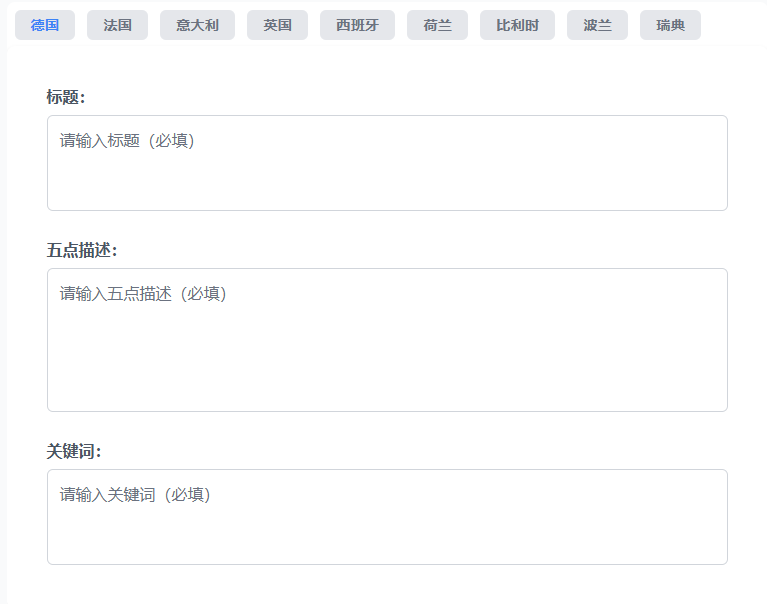 德国 法国 意大利 英国 西班牙 荷兰 比利时 波兰 瑞典
标题：
请输入标题（必填）
五点描述：
请输入五点描述（必填）
关键词：
请输入关键词（必填）